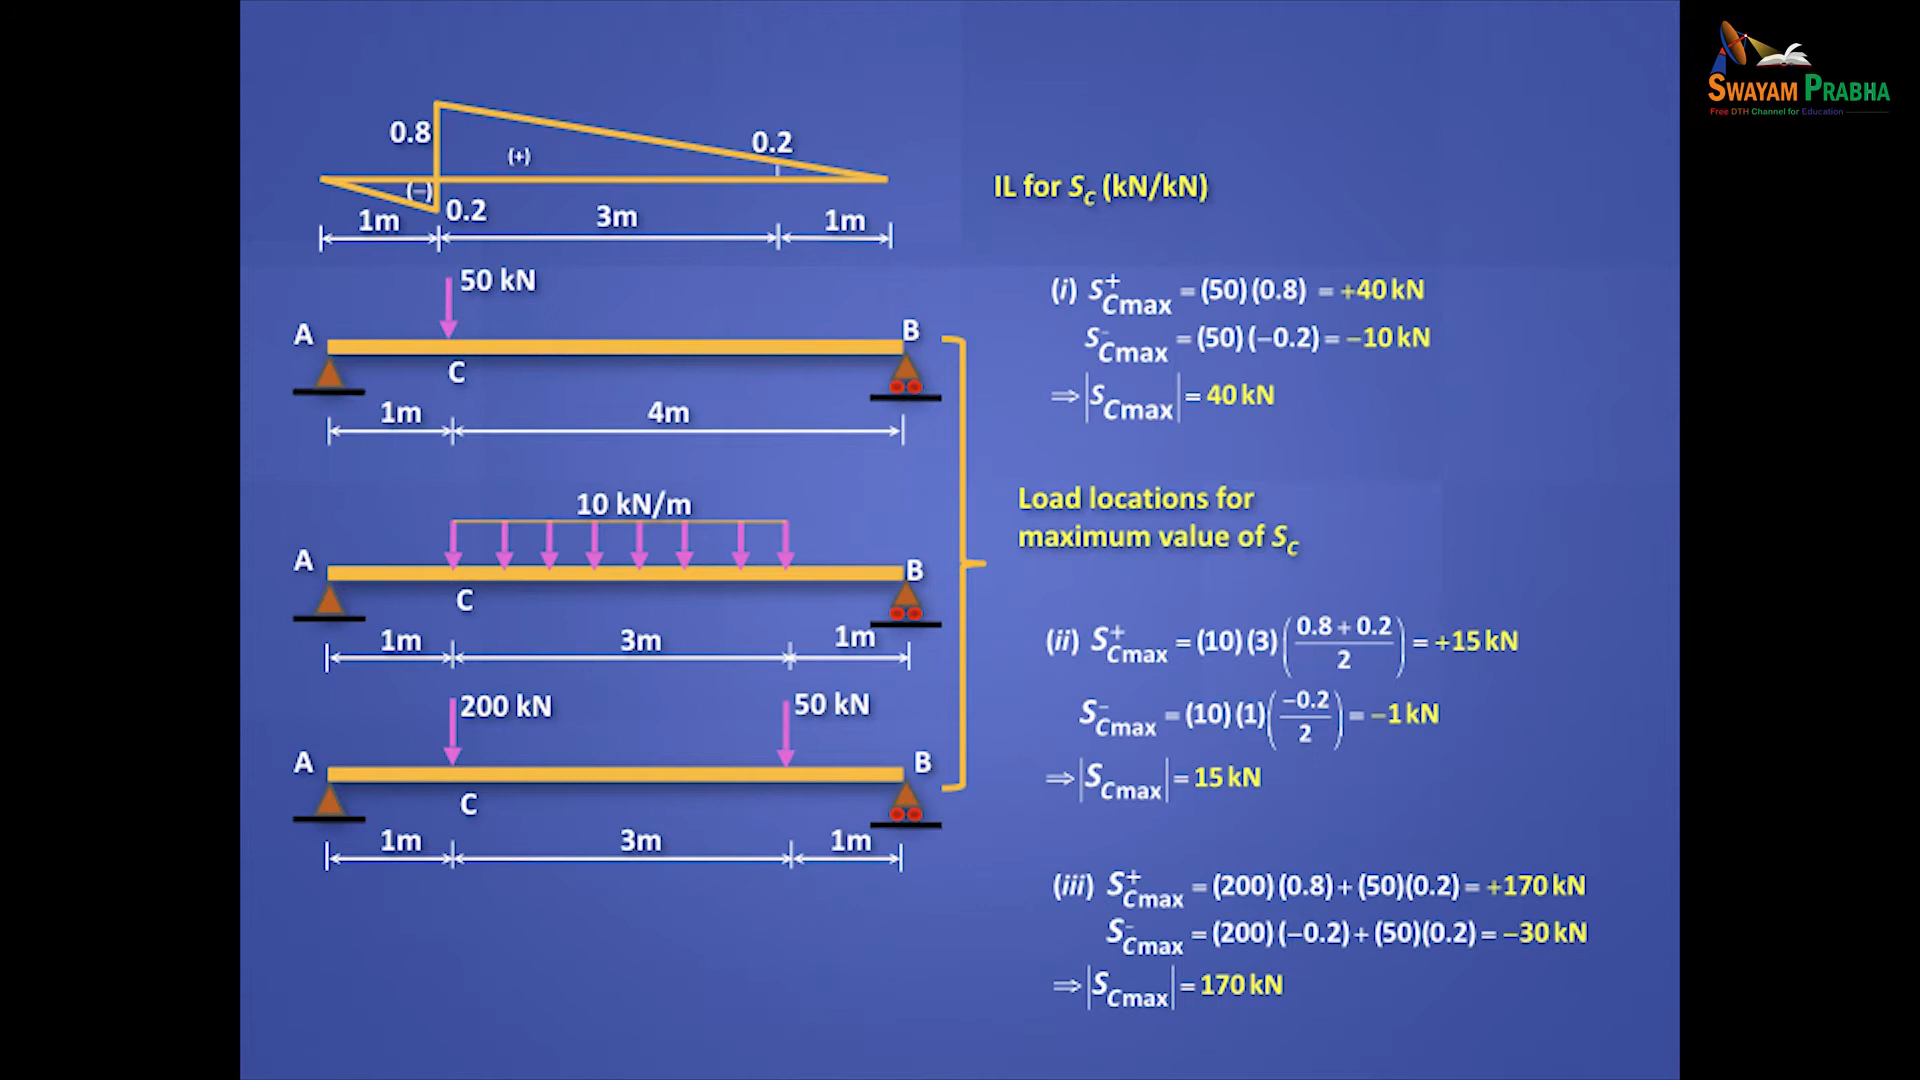 SWAYAM PRABHA
Free DTH Channel for Education
0.8
(+)
0.2
(−)
0.2
1m
3m
1m
IL for S_C (kN/kN)
50 kN
A
B
C
1m
4m
(i) S⁺_Cmax = (50)(0.8) = +40 kN
S⁻_Cmax = (50)(−0.2) = −10 kN
⇒ |S_Cmax| = 40 kN
10 kN/m
A
B
C
1m
3m
1m
Load locations for
maximum value of S_C
200 kN
50 kN
A
B
C
1m
3m
1m
(ii) S⁺_Cmax = (10)(3)((0.8 + 0.2)/2) = +15 kN
S⁻_Cmax = (10)(1)(−0.2/2) = −1 kN
⇒ |S_Cmax| = 15 kN
(iii) S⁺_Cmax = (200)(0.8) + (50)(0.2) = +170 kN
S⁻_Cmax = (200)(−0.2) + (50)(0.2) = −30 kN
⇒ |S_Cmax| = 170 kN